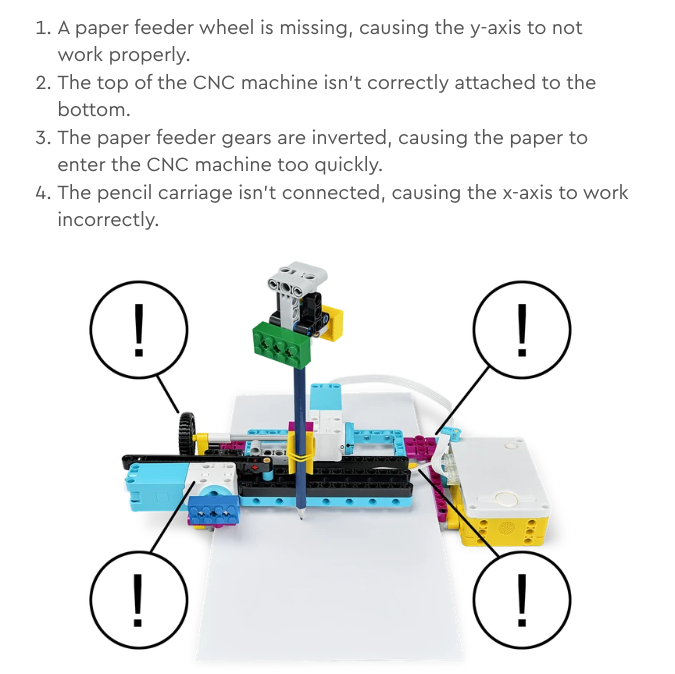 1. A paper feeder wheel is missing, causing the y-axis to not
work properly.
2. The top of the CNC machine isn't correctly attached to the
bottom.
3. The paper feeder gears are inverted, causing the paper to
enter the CNC machine too quickly.
4. The pencil carriage isn't connected, causing the x-axis to work
incorrectly.
!
!
!
!